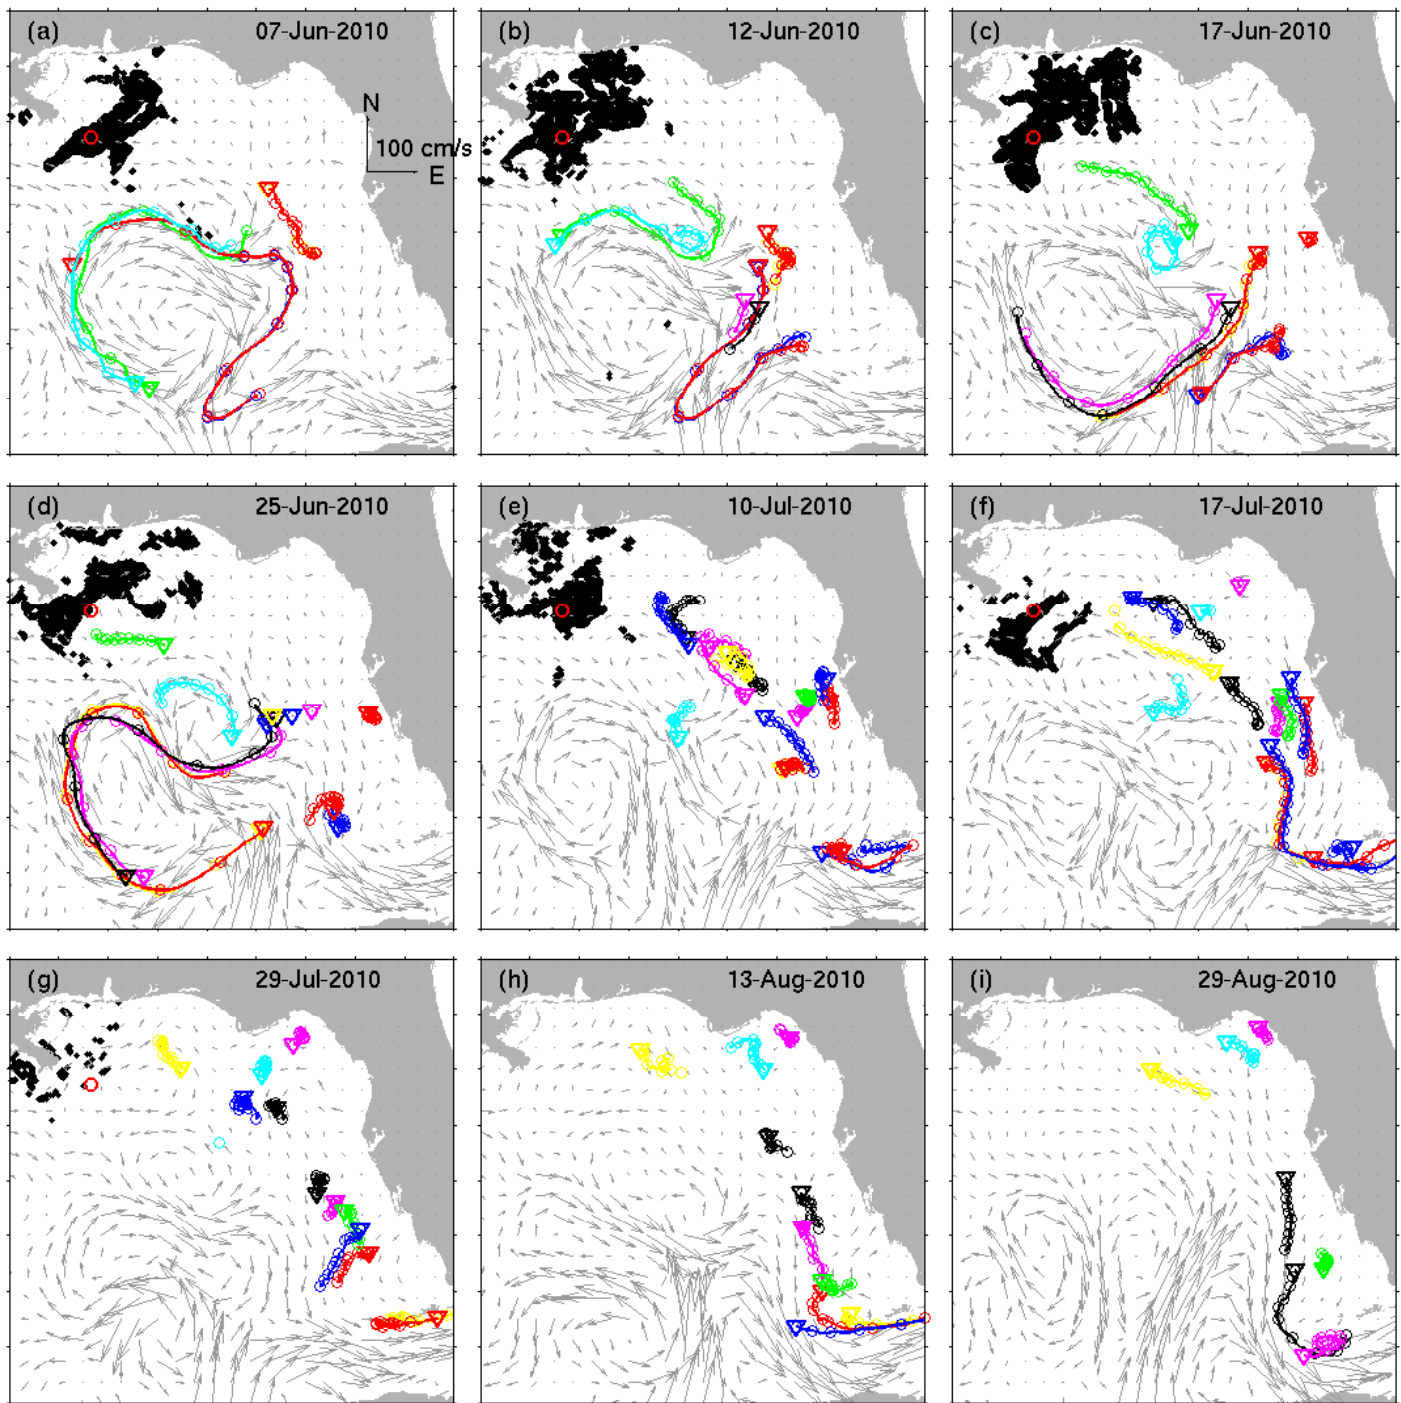 (a) 07-Jun-2010
N
100 cm/s
E
(b) 12-Jun-2010
(c) 17-Jun-2010
(d) 25-Jun-2010
(e) 10-Jul-2010
(f) 17-Jul-2010
(g) 29-Jul-2010
(h) 13-Aug-2010
(i) 29-Aug-2010